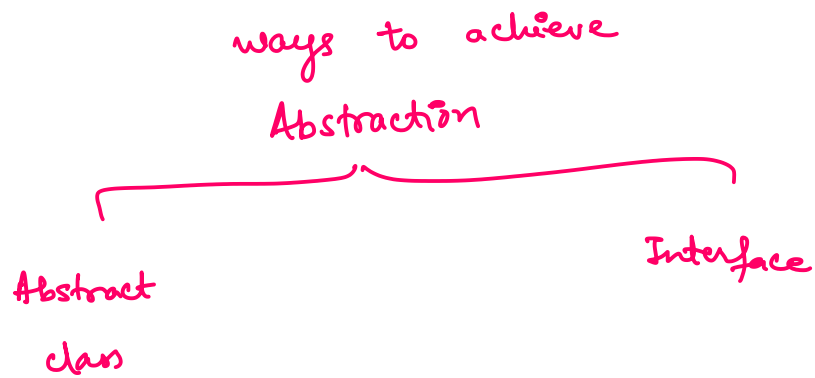 ways to achieve
Abstraction
Abstract
class
Interface